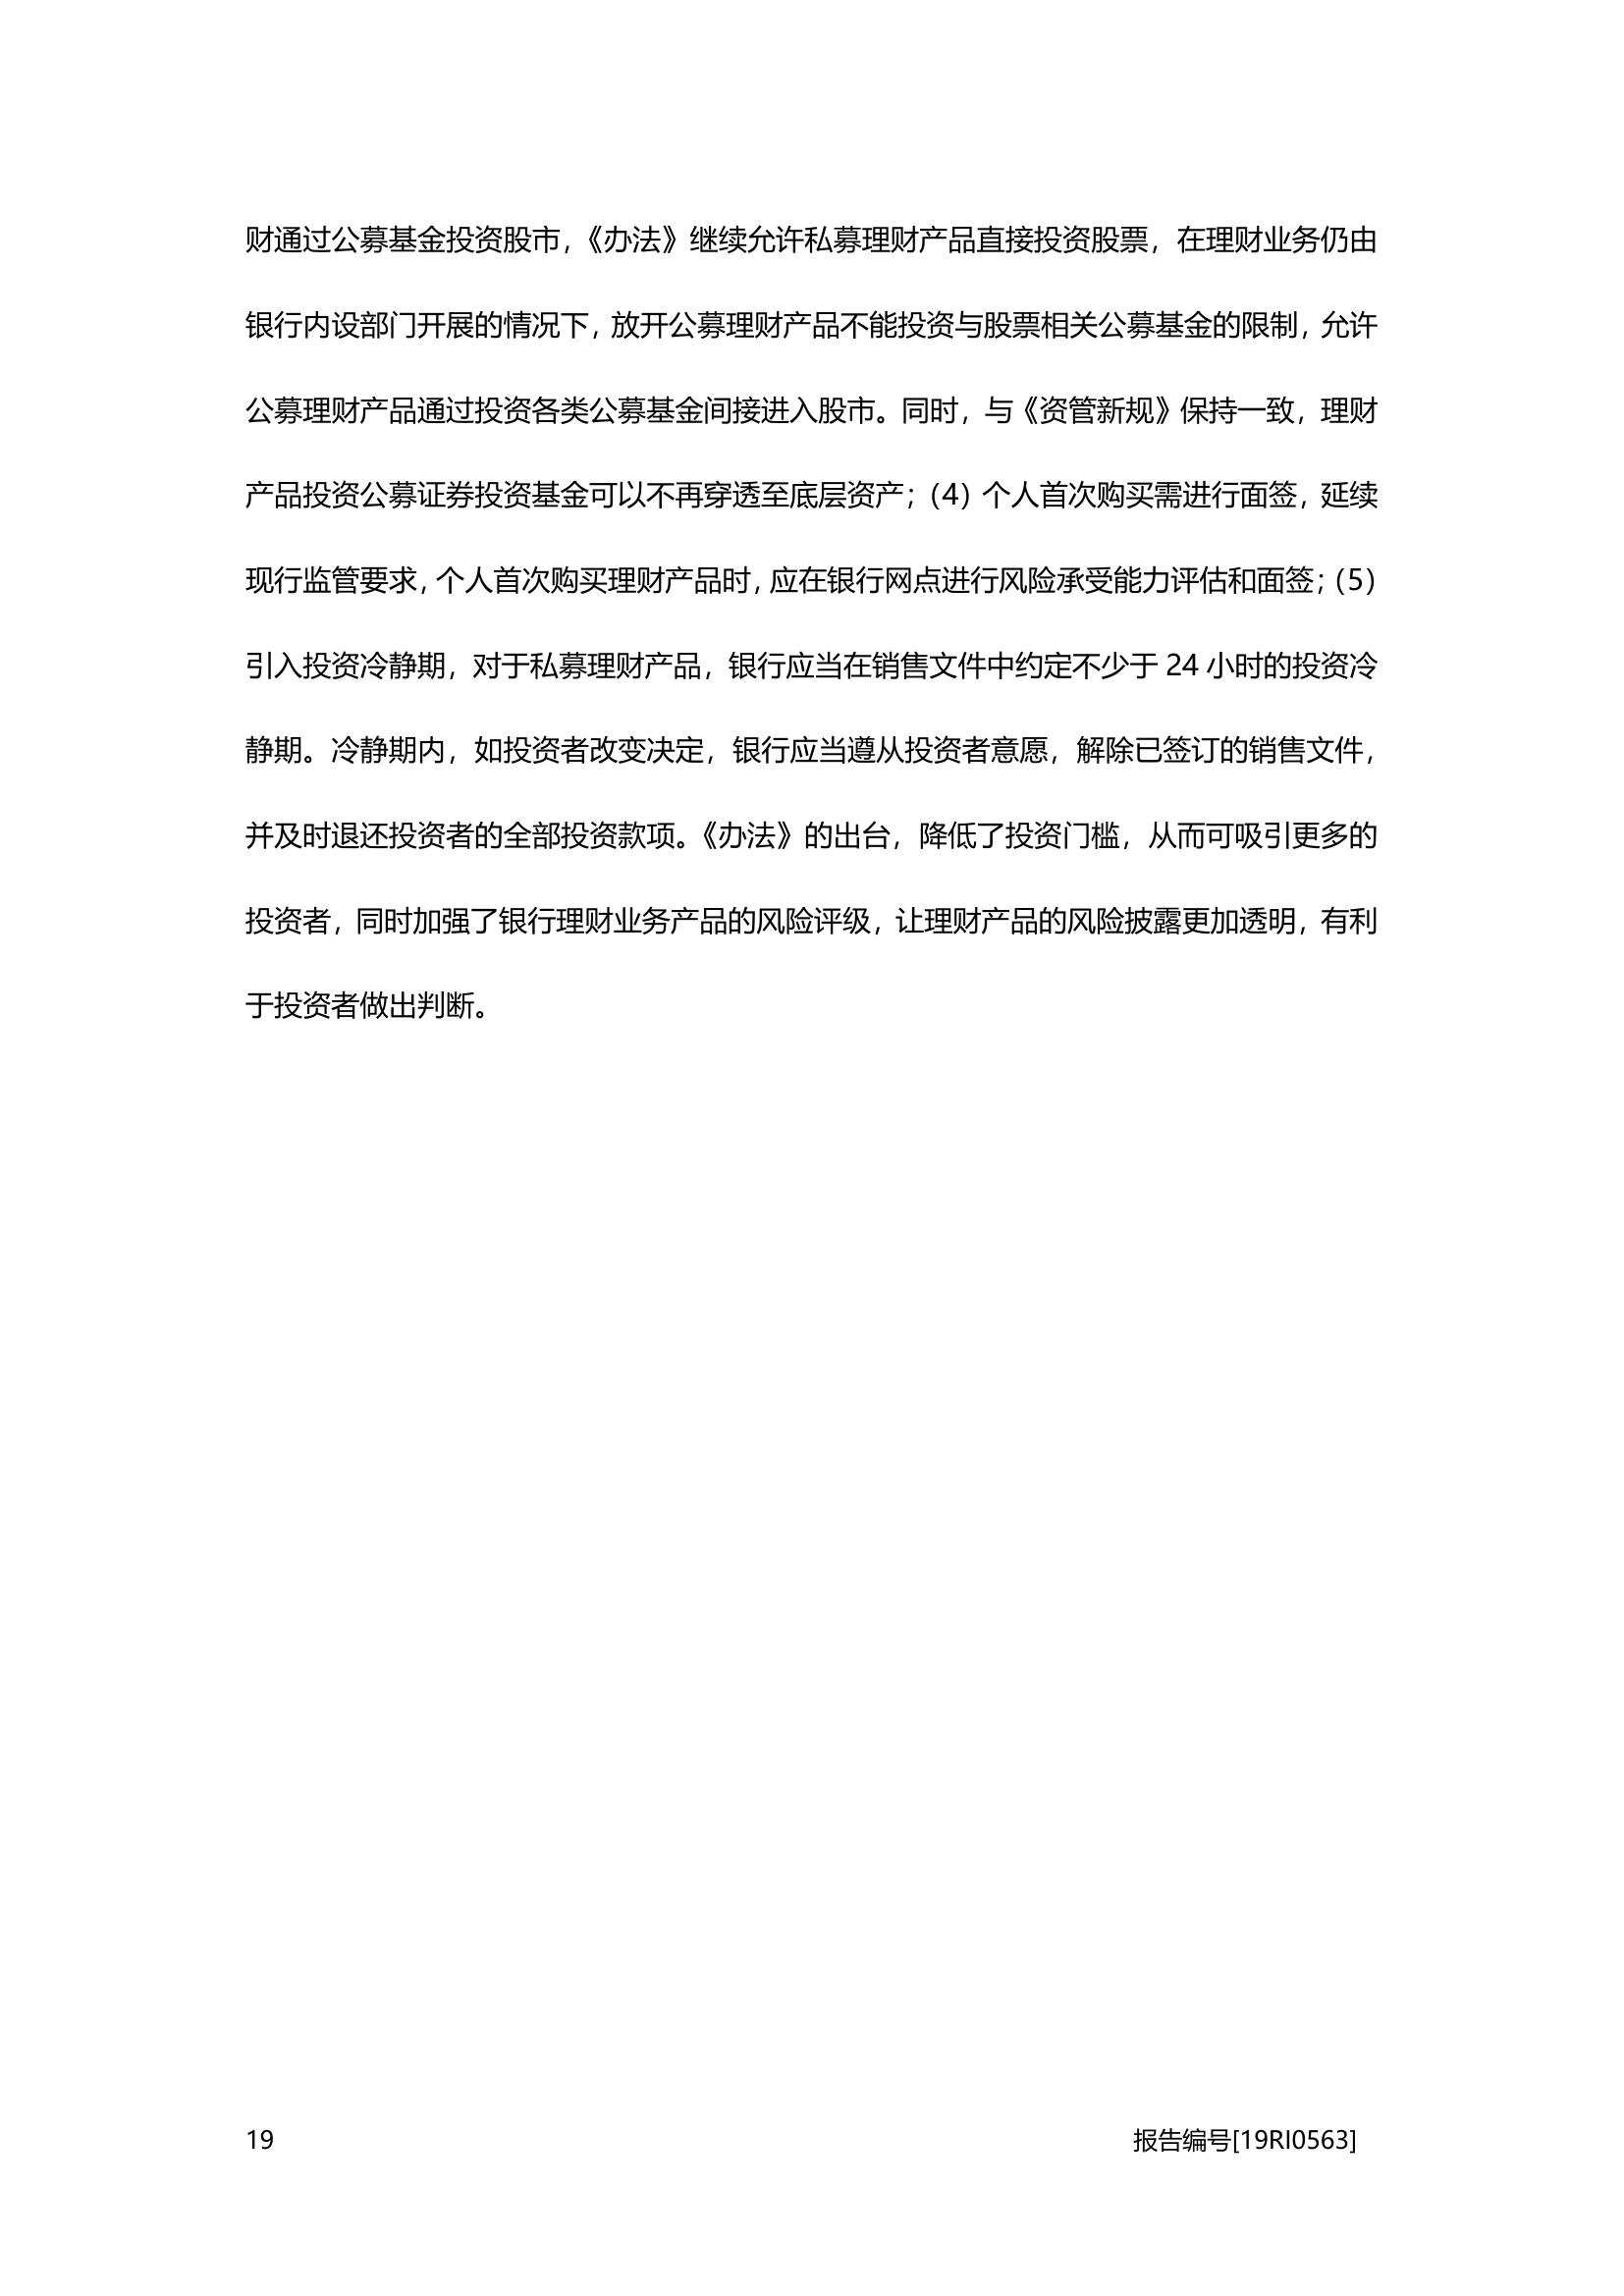 财通过公募基金投资股市，《办法》继续允许私募理财产品直接投资股票，在理财业务仍由
银行内设部门开展的情况下，放开公募理财产品不能投资与股票相关公募基金的限制，允许
公募理财产品通过投资各类公募基金间接进入股市。同时，与《资管新规》保持一致，理财
产品投资公募证券投资基金可以不再穿透至底层资产；（4）个人首次购买需进行面签，延续
现行监管要求，个人首次购买理财产品时，应在银行网点进行风险承受能力评估和面签；（5）
引入投资冷静期，对于私募理财产品，银行应当在销售文件中约定不少于 24 小时的投资冷
静期。冷静期内，如投资者改变决定，银行应当遵从投资者意愿，解除已签订的销售文件，
并及时退还投资者的全部投资款项。《办法》的出台，降低了投资门槛，从而可吸引更多的
投资者，同时加强了银行理财业务产品的风险评级，让理财产品的风险披露更加透明，有利
于投资者做出判断。
19 报告编号[19RI0563]